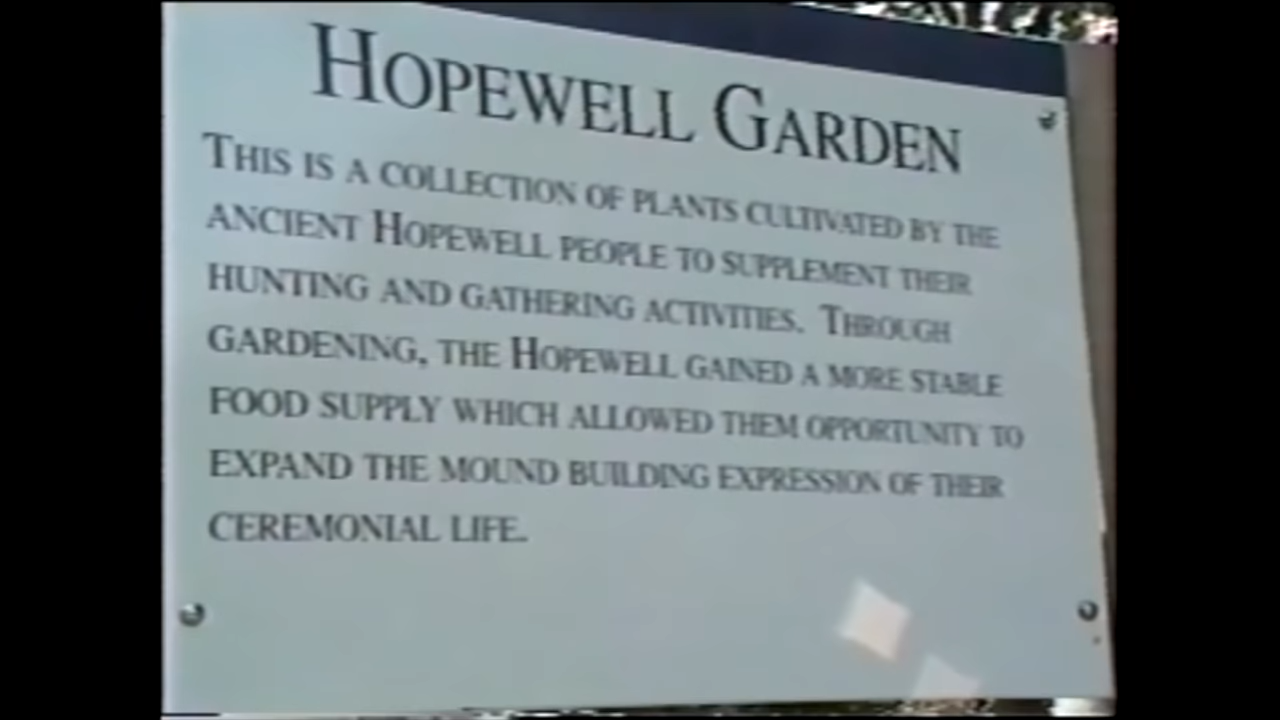 HOPEWELL GARDEN
THIS IS A COLLECTION OF PLANTS CULTIVATED BY THE
ANCIENT HOPEWELL PEOPLE TO SUPPLEMENT THEIR
HUNTING AND GATHERING ACTIVITIES. THROUGH
GARDENING, THE HOPEWELL GAINED A MORE STABLE
FOOD SUPPLY WHICH ALLOWED THEM OPPORTUNITY TO
EXPAND THE MOUND BUILDING EXPRESSION OF THEIR
CEREMONIAL LIFE.